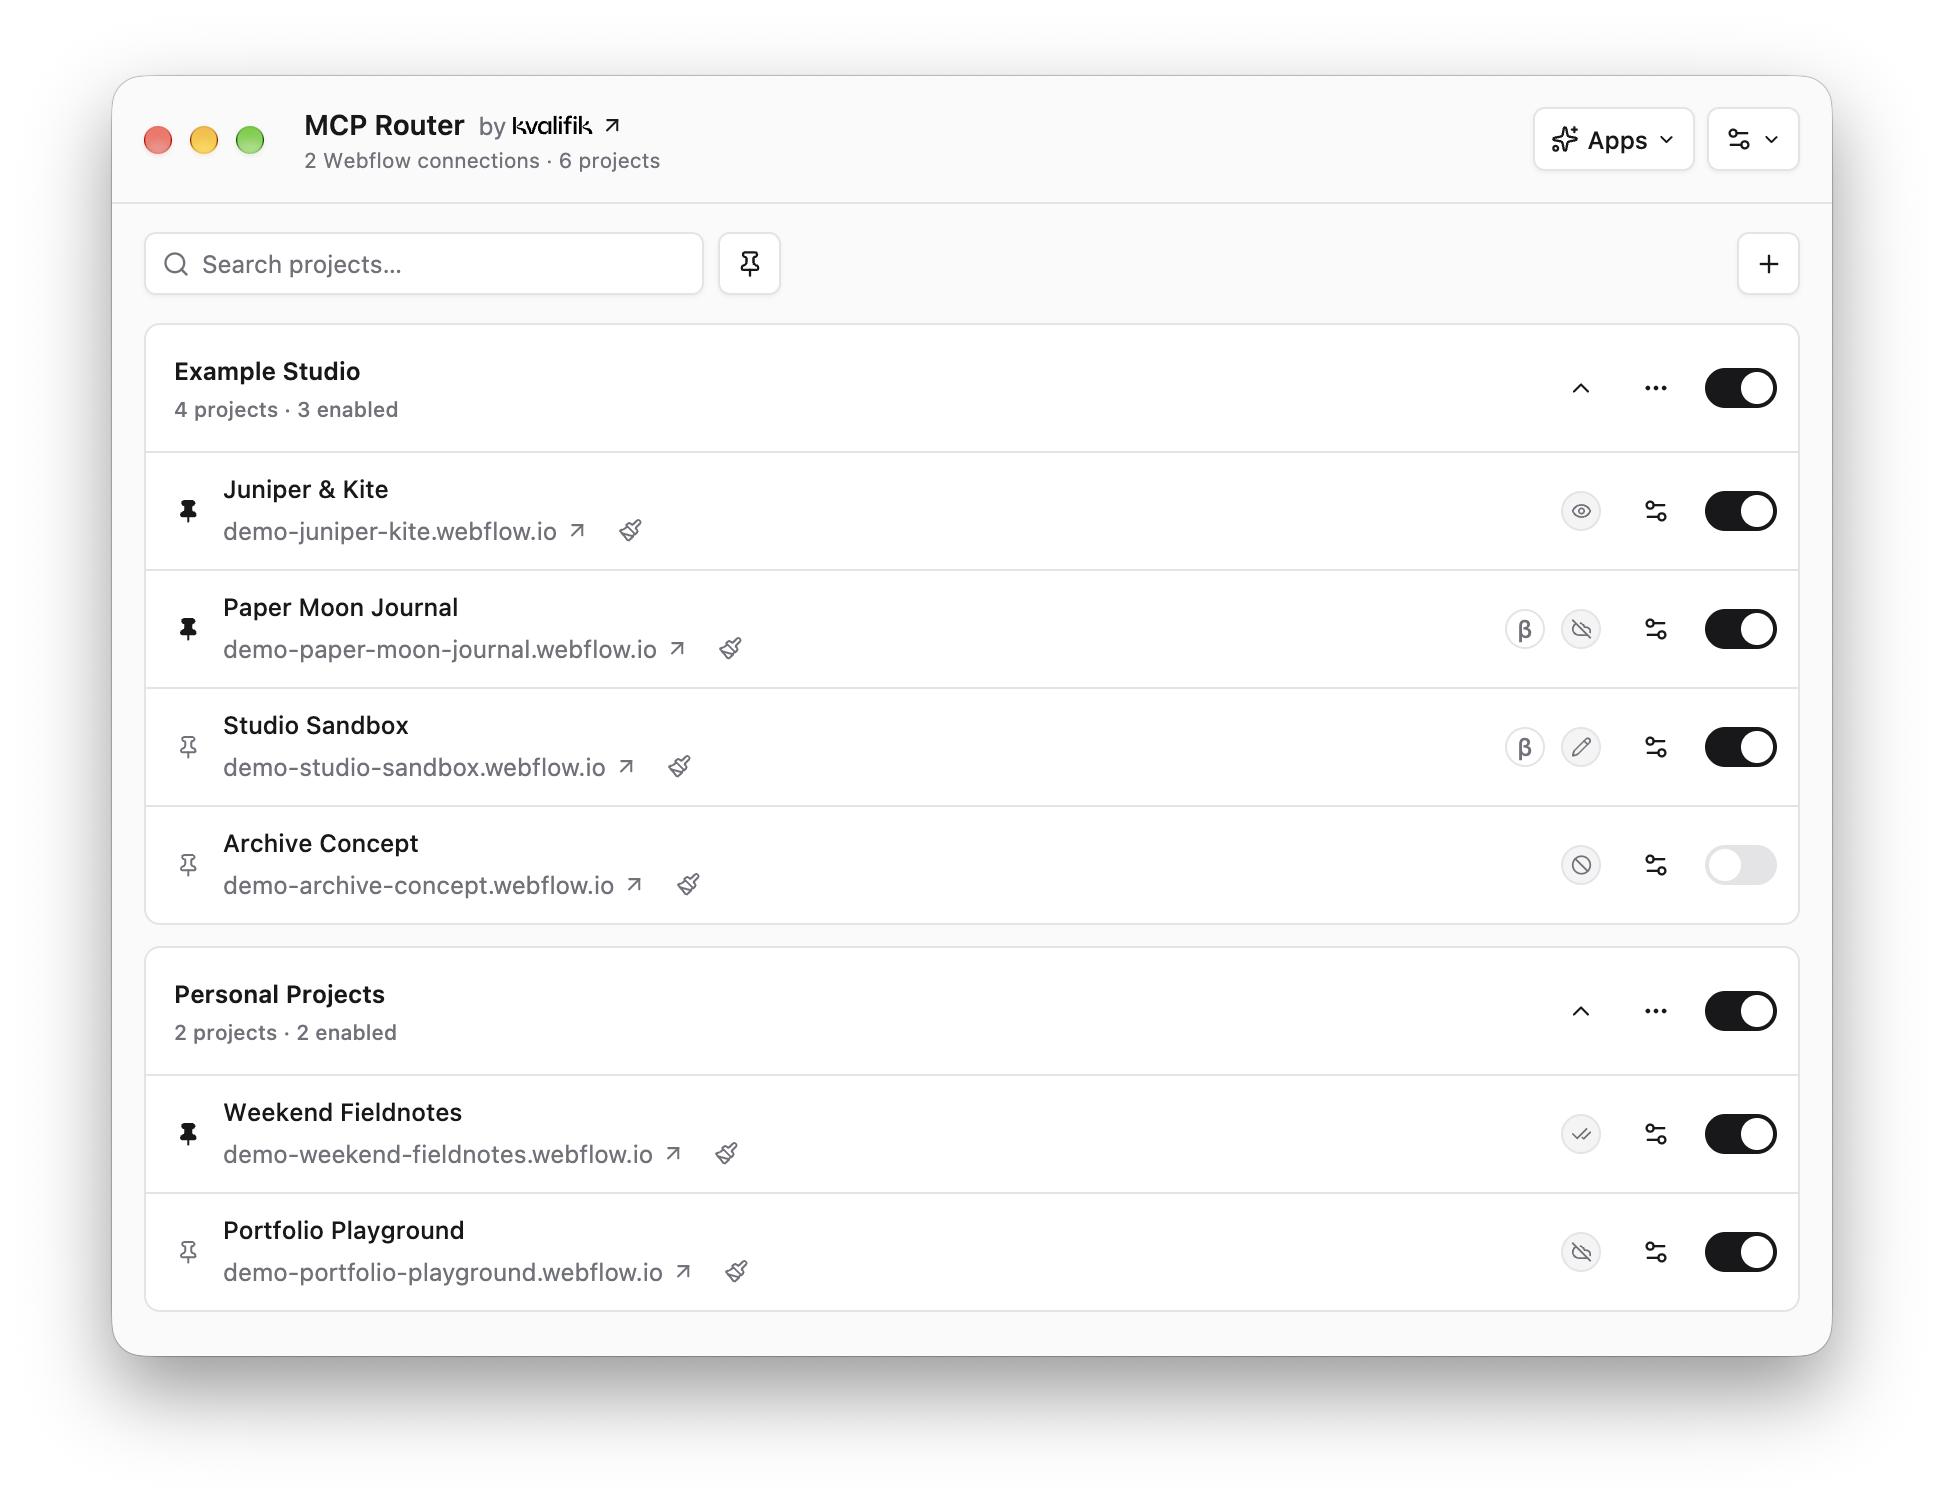 MCP Router by kvalifik
2 Webflow connections · 6 projects
Apps
Search projects...
Example Studio
4 projects · 3 enabled
Juniper & Kite
demo-juniper-kite.webflow.io
Paper Moon Journal
demo-paper-moon-journal.webflow.io
β
Studio Sandbox
demo-studio-sandbox.webflow.io
β
Archive Concept
demo-archive-concept.webflow.io
Personal Projects
2 projects · 2 enabled
Weekend Fieldnotes
demo-weekend-fieldnotes.webflow.io
Portfolio Playground
demo-portfolio-playground.webflow.io